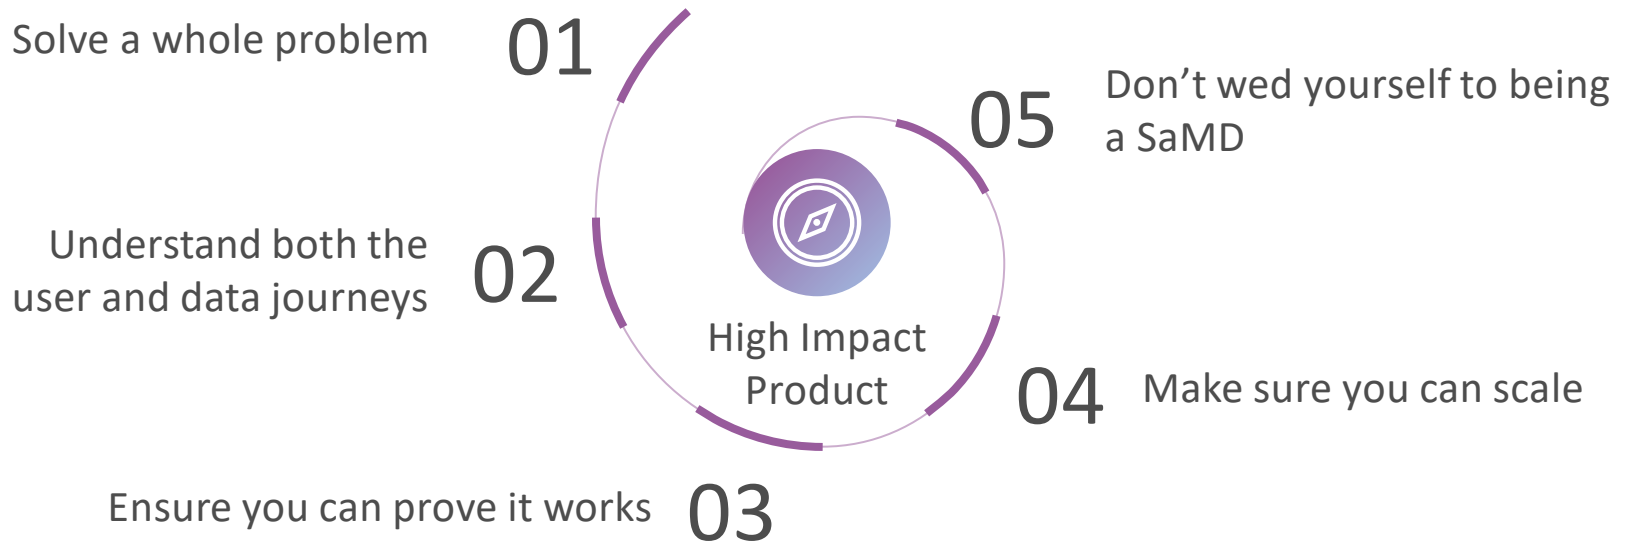 Solve a whole problem
01
Understand both the
user and data journeys
02
Ensure you can prove it works
03
04
Make sure you can scale
05
Don’t wed yourself to being
a SaMD
High Impact
Product